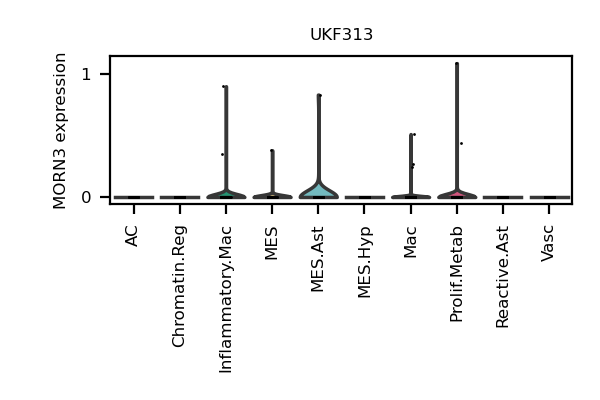 UKF313
MORN3 expression
1
0
AC
Chromatin.Reg
Inflammatory.Mac
MES
MES.Ast
MES.Hyp
Mac
Prolif.Metab
Reactive.Ast
Vasc